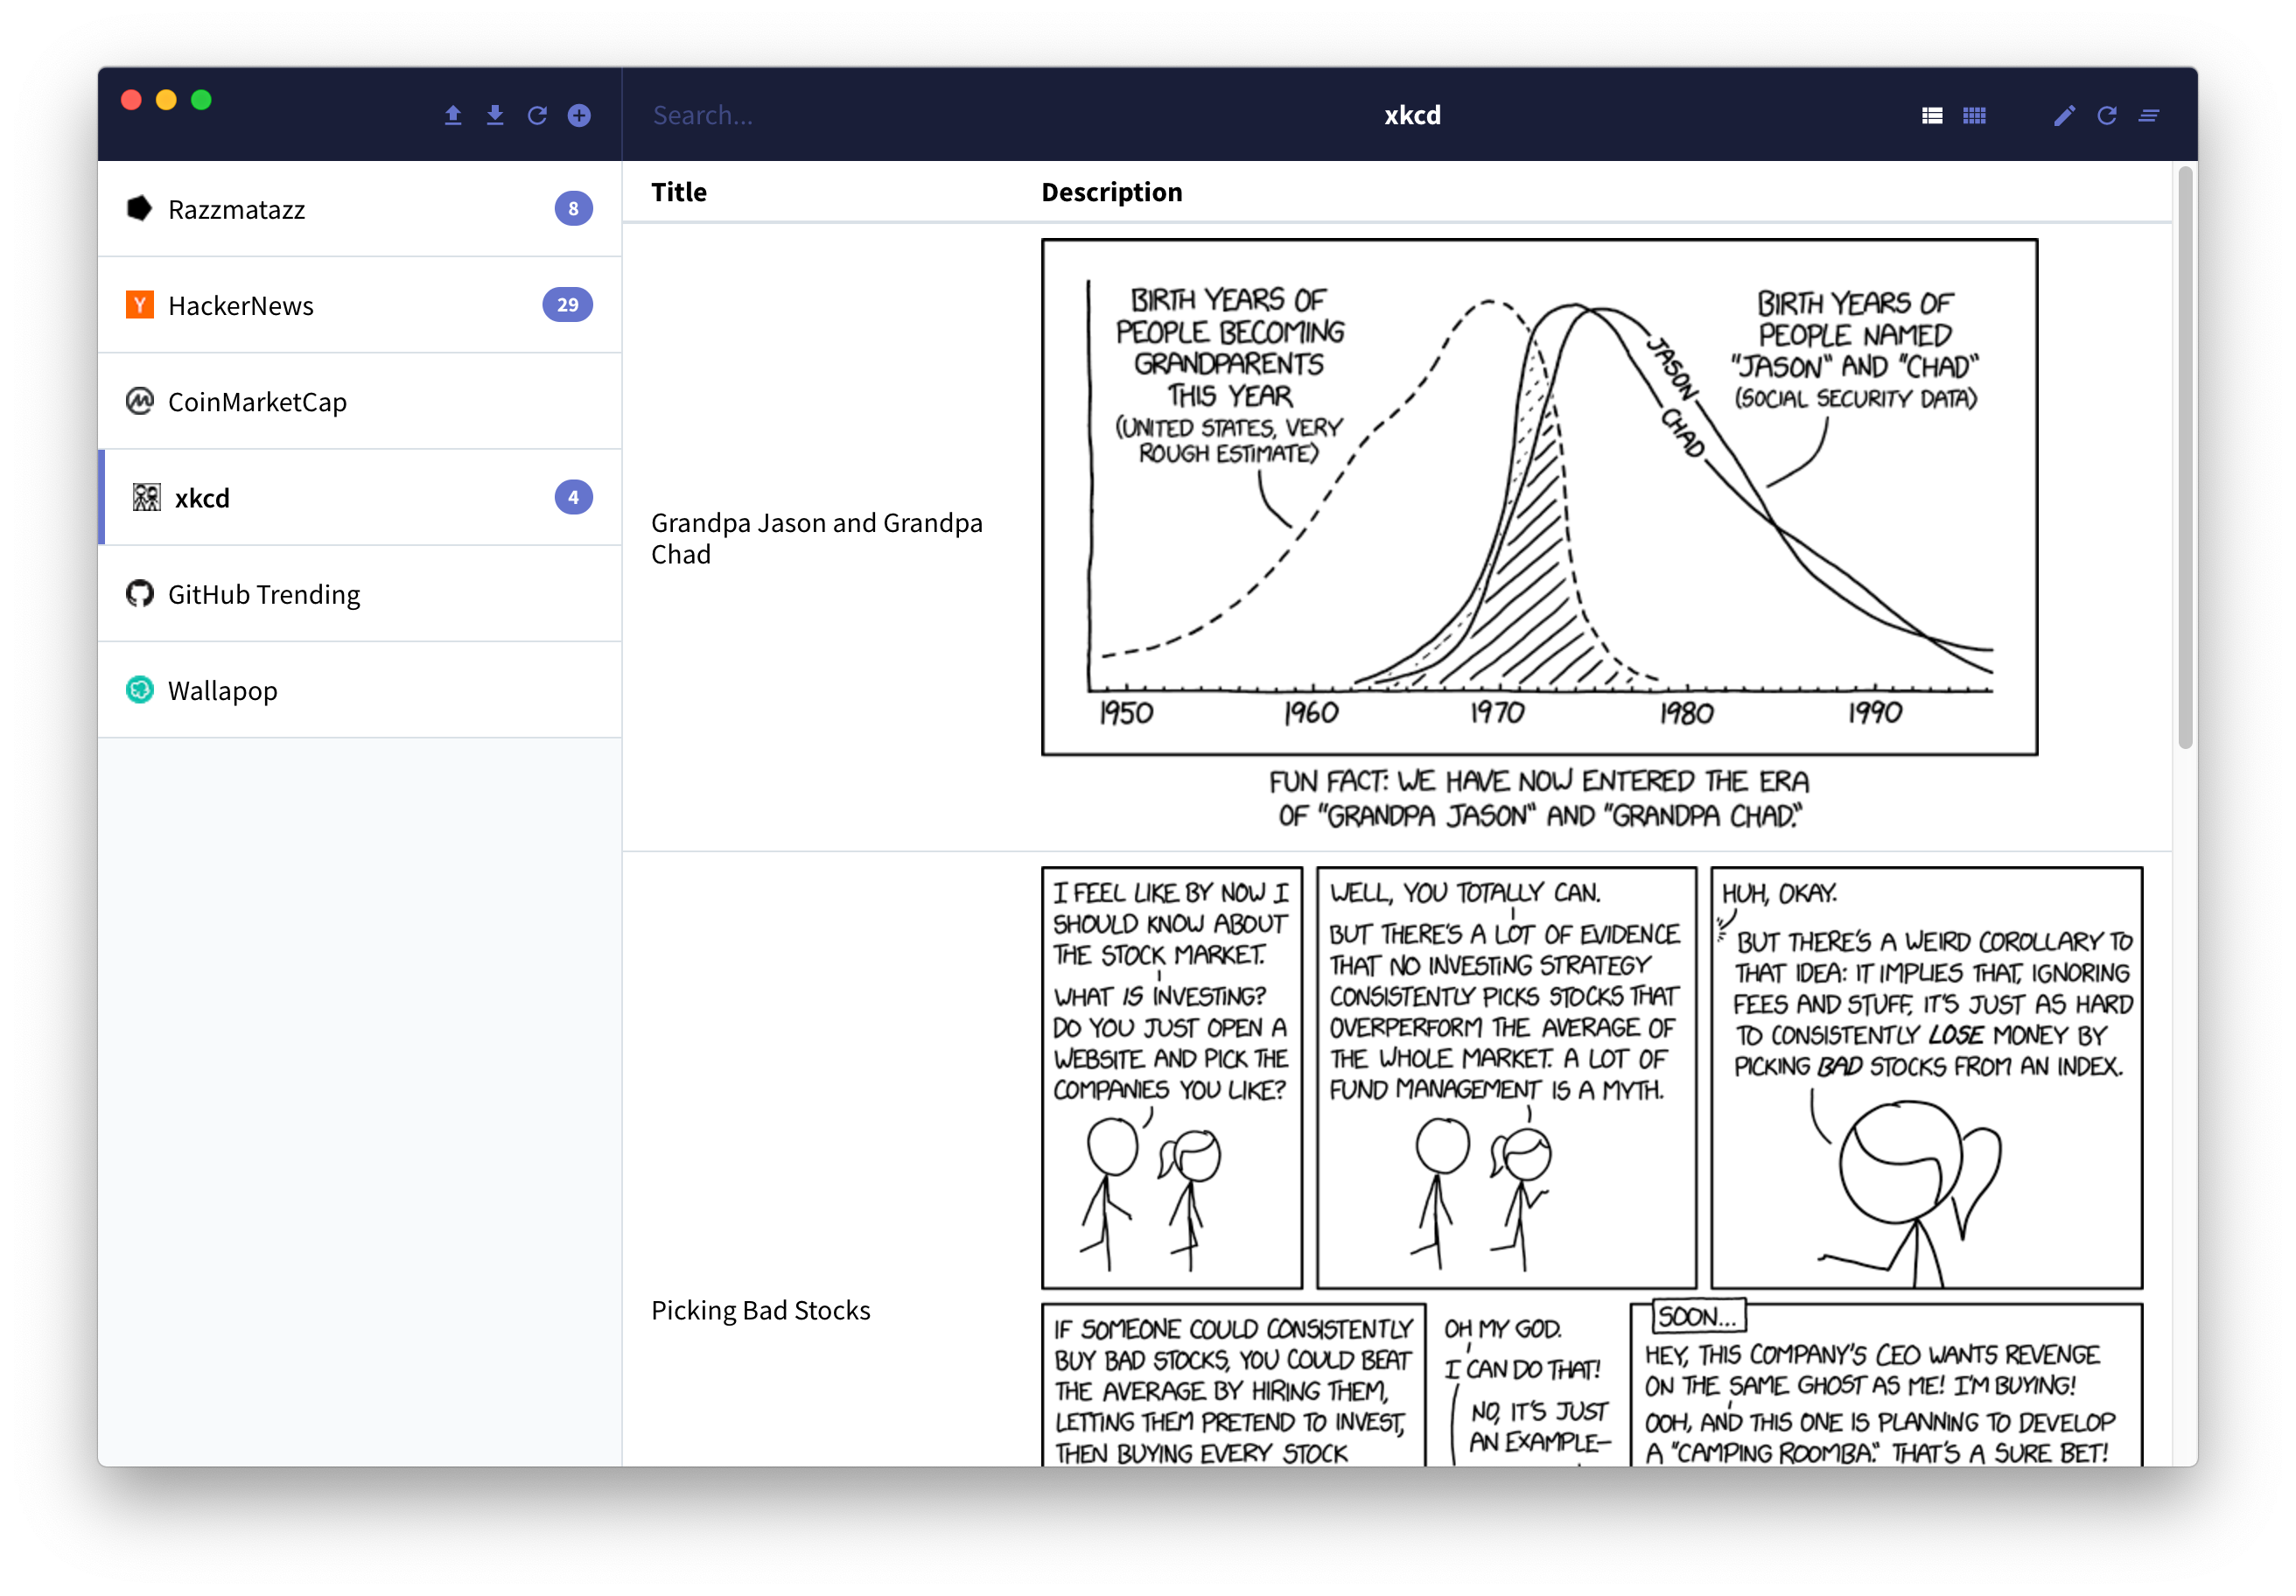 Search...
xkcd
Razzmatazz
8
HackerNews
29
CoinMarketCap
xkcd
4
GitHub Trending
Wallapop
Title
Description
Grandpa Jason and Grandpa
Chad
BIRTH YEARS OF
PEOPLE BECOMING
GRANDPARENTS
THIS YEAR
(UNITED STATES, VERY
ROUGH ESTIMATE)
JASON
CHAD
BIRTH YEARS OF
PEOPLE NAMED
"JASON" AND "CHAD"
(SOCIAL SECURITY DATA)
1950
1960
1970
1980
1990
FUN FACT: WE HAVE NOW ENTERED THE ERA
OF "GRANDPA JASON" AND "GRANDPA CHAD."
Picking Bad Stocks
I FEEL LIKE BY NOW I
SHOULD KNOW ABOUT
THE STOCK MARKET.
WHAT IS INVESTING?
DO YOU JUST OPEN A
WEBSITE AND PICK THE
COMPANIES YOU LIKE?
WELL, YOU TOTALLY CAN.
BUT THERE'S A LOT OF EVIDENCE
THAT NO INVESTING STRATEGY
CONSISTENTLY PICKS STOCKS THAT
OVERPERFORM THE AVERAGE OF
THE WHOLE MARKET. A LOT OF
FUND MANAGEMENT IS A MYTH.
HUH, OKAY.
BUT THERE'S A WEIRD COROLLARY TO
THAT IDEA: IT IMPLIES THAT, IGNORING
FEES AND STUFF, IT'S JUST AS HARD
TO CONSISTENTLY LOSE MONEY BY
PICKING BAD STOCKS FROM AN INDEX.
IF SOMEONE COULD CONSISTENTLY
BUY BAD STOCKS, YOU COULD BEAT
THE AVERAGE BY HIRING THEM,
LETTING THEM PRETEND TO INVEST,
THEN BUYING EVERY STOCK
OH MY GOD.
I CAN DO THAT!
NO, IT'S JUST
AN EXAMPLE—
SOON...
HEY, THIS COMPANY'S CEO WANTS REVENGE
ON THE SAME GHOST AS ME! I'M BUYING!
OOH, AND THIS ONE IS PLANNING TO DEVELOP
A "CAMPING ROOMBA." THAT'S A SURE BET!